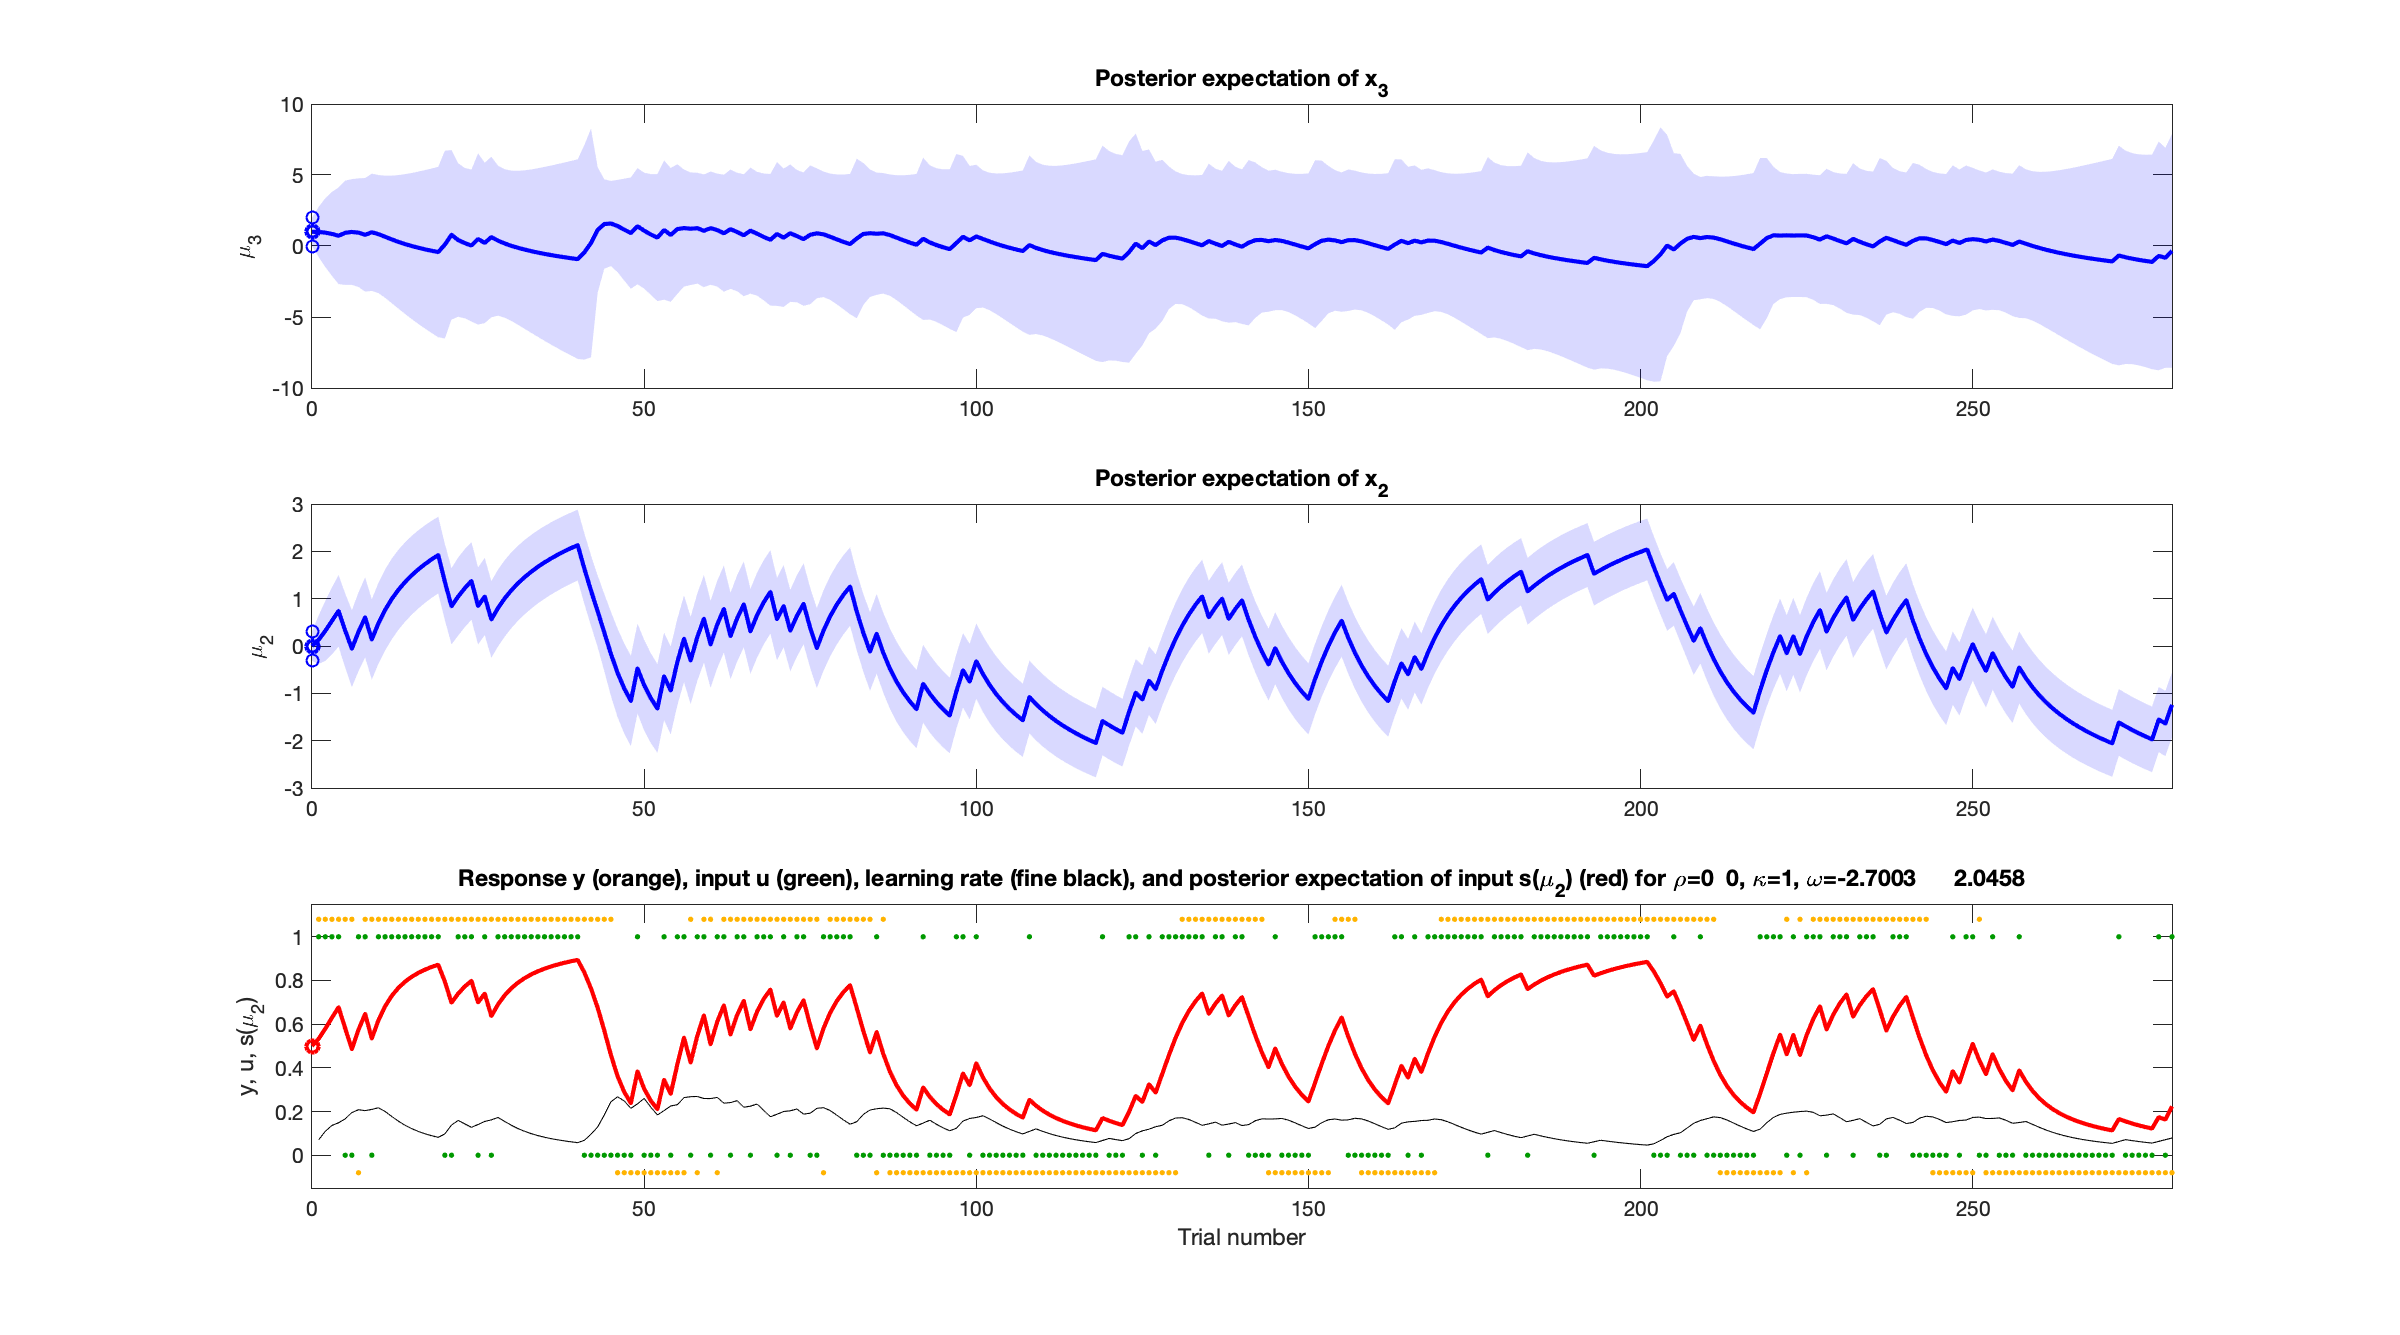 Posterior expectation of x3
10
5
0
-5
-10
μ3
0 50 100 150 200 250
Posterior expectation of x2
3
2
1
0
-1
-2
-3
μ2
0 50 100 150 200 250
Response y (orange), input u (green), learning rate (fine black), and posterior expectation of input s(μ2) (red) for ρ=0 0, κ=1, ω=-2.7003 2.0458
1
0.8
0.6
0.4
0.2
0
y, u, s(μ2)
0 50 100 150 200 250
Trial number